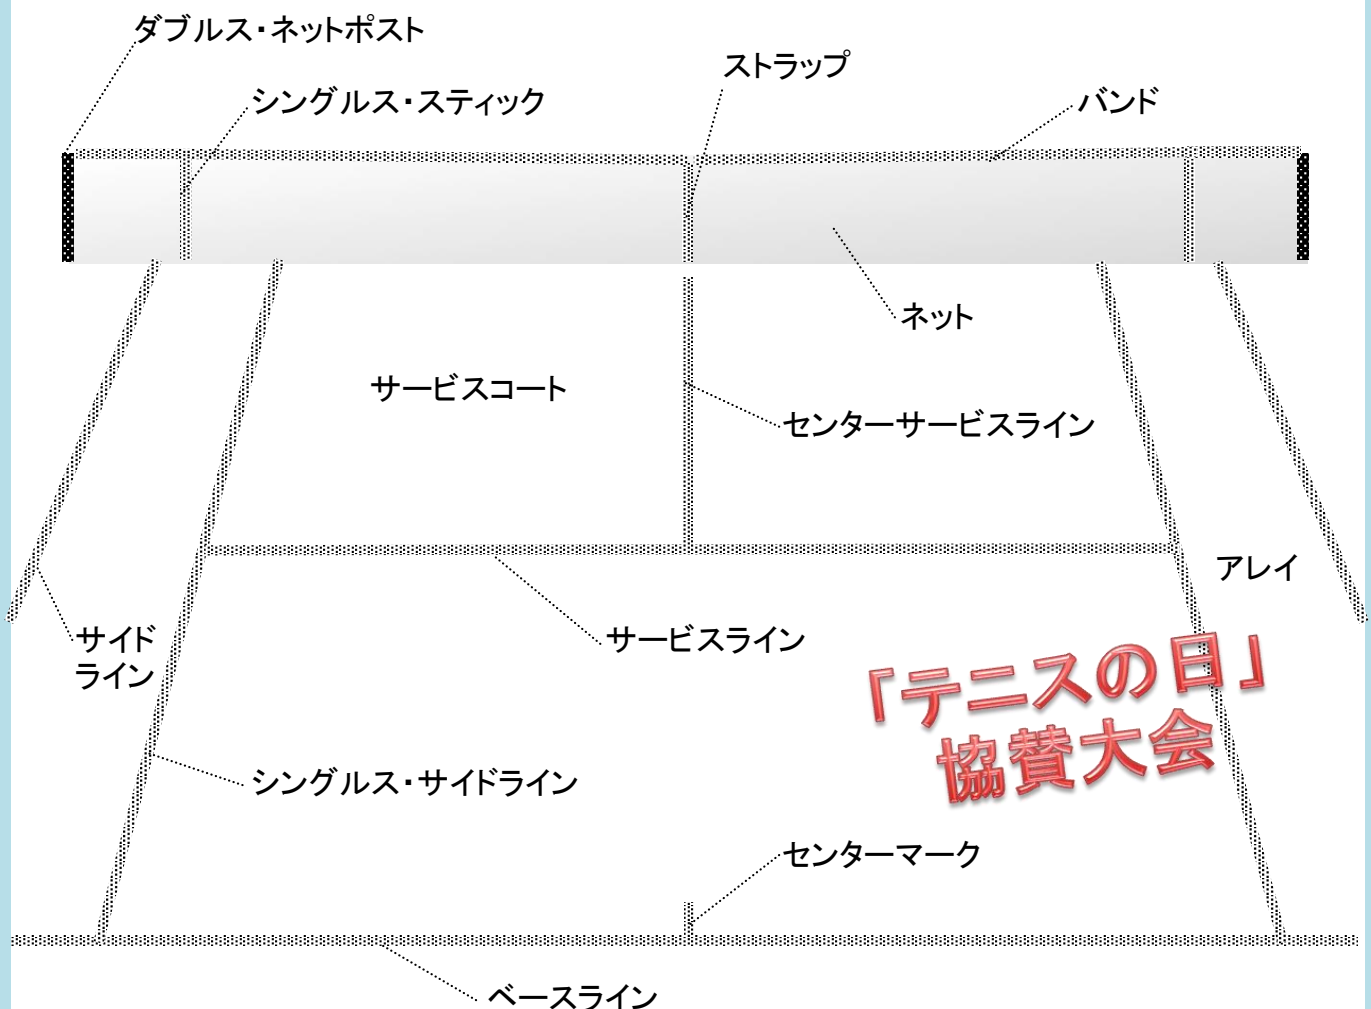 ダブルス・ネットポスト
ストラップ
シングルス・スティック
バンド
ネット
サービスコート
センターサービスライン
アレイ
サイド
ライン
サービスライン
「テニスの日」
協賛大会
シングルス・サイドライン
センターマーク
ベースライン